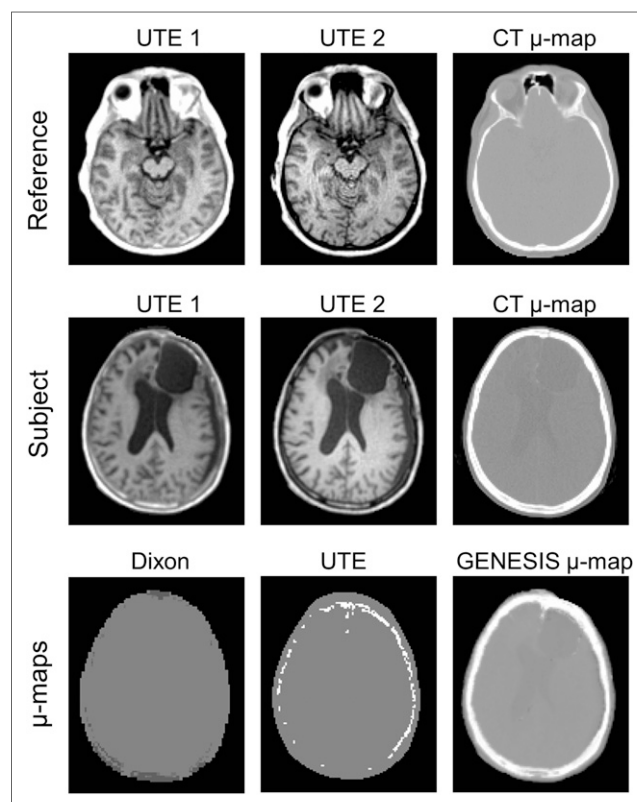 UTE 1 UTE 2 CT μ-map
Reference
UTE 1 UTE 2 CT μ-map
Subject
Dixon UTE GENESIS μ-map
μ-maps